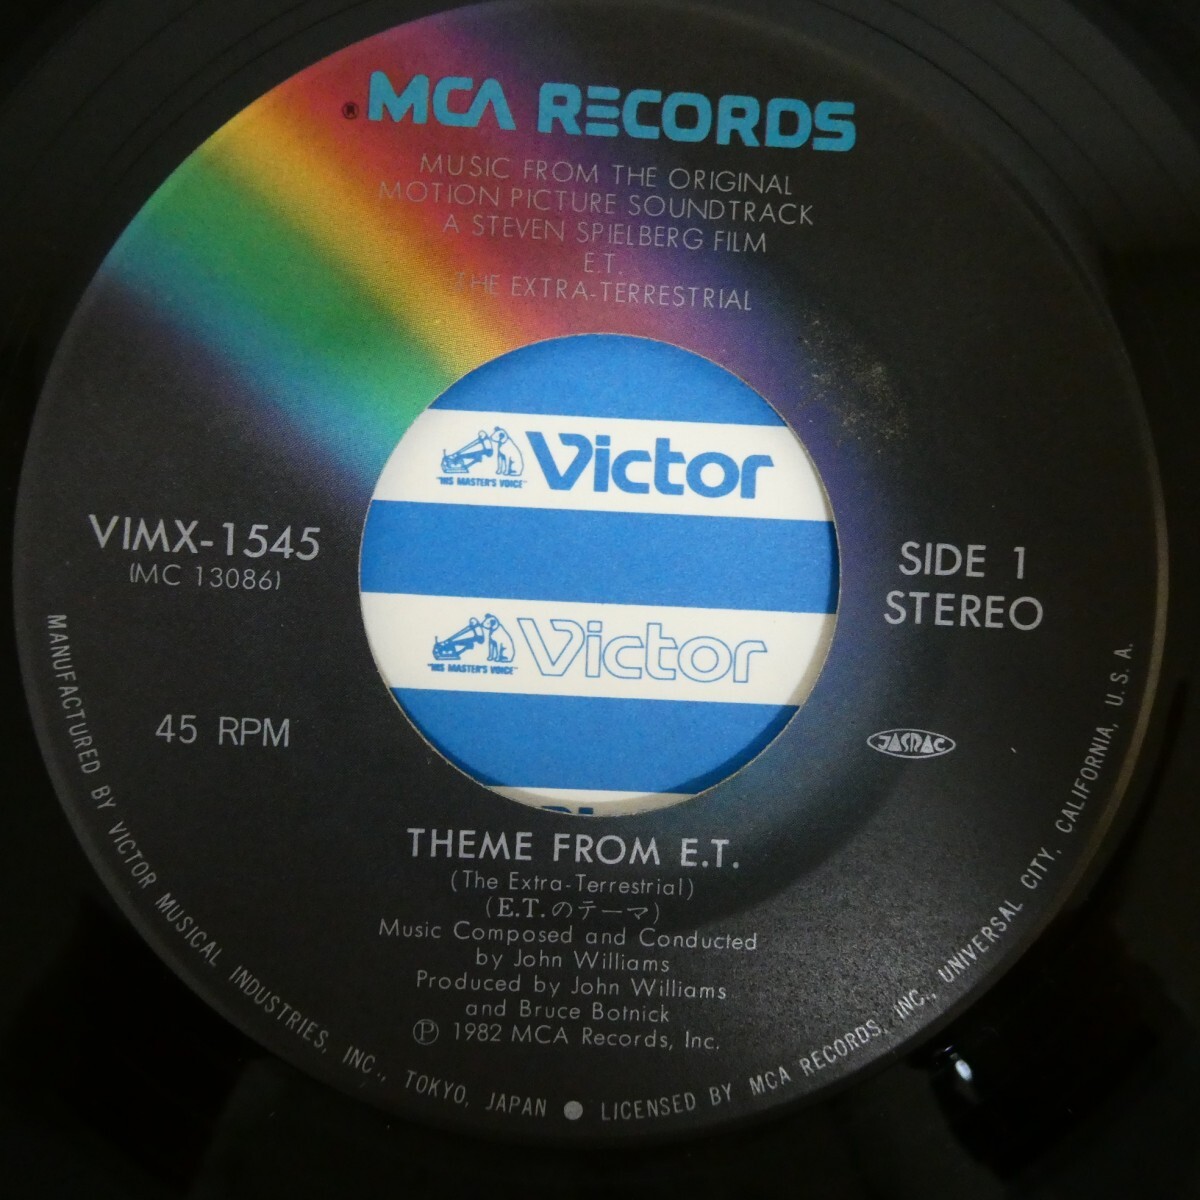 ® MCA RECORDS
MUSIC FROM THE ORIGINAL
MOTION PICTURE SOUNDTRACK
A STEVEN SPIELBERG FILM
E.T.
THE EXTRA-TERRESTRIAL
"HIS MASTER'S VOICE" Victor
VIMX-1545
(MC 13086)
SIDE 1
STEREO
"HIS MASTER'S VOICE" Victor
45 RPM
JASRAC
THEME FROM E.T.
(The Extra-Terrestrial)
(E.T.のテーマ)
Music Composed and Conducted
by John Williams
Produced by John Williams
and Bruce Botnick
Ⓟ 1982 MCA Records, Inc.
MANUFACTURED BY VICTOR MUSICAL INDUSTRIES, INC., TOKYO, JAPAN ● LICENSED BY MCA RECORDS, INC., UNIVERSAL CITY, CALIFORNIA, U.S.A.